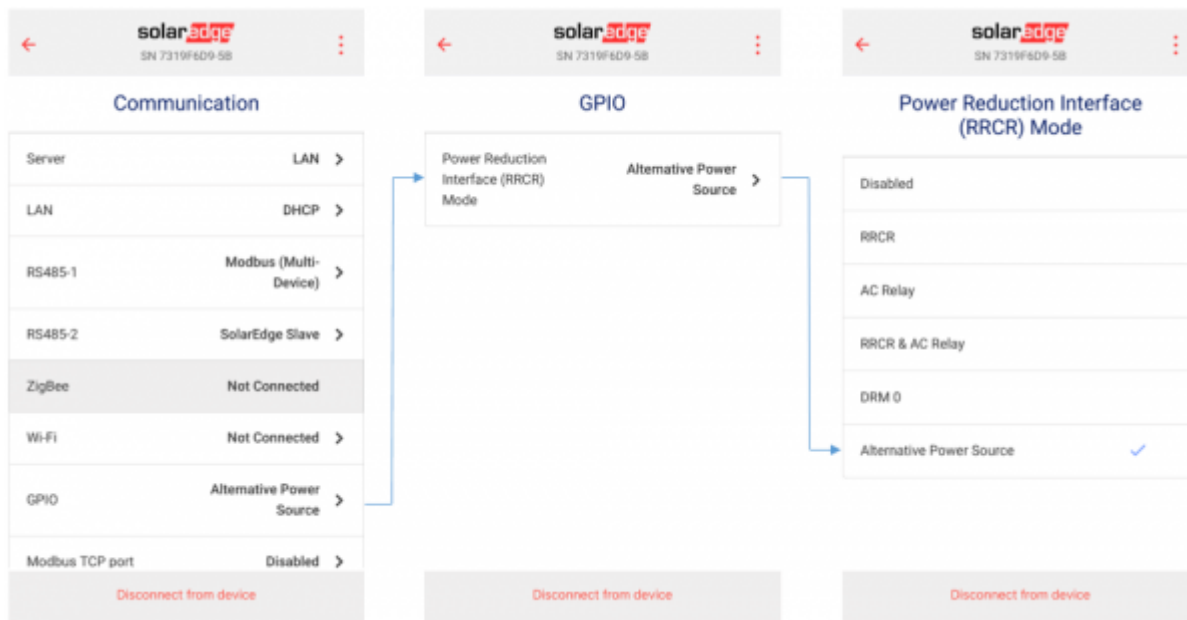 solaredge
SN 7319F6D9-5B
Communication
Server LAN
LAN DHCP
RS485-1 Modbus (Multi-
Device)
RS485-2 SolarEdge Slave
ZigBee Not Connected
Wi-Fi Not Connected
GPIO Alternative Power
Source
Modbus TCP port Disabled
Disconnect from device
solaredge
SN 7319F6D9-5B
GPIO
Power Reduction
Interface (RRCR)
Mode
Alternative Power
Source
Disconnect from device
solaredge
SN 7319F6D9-5B
Power Reduction Interface
(RRCR) Mode
Disabled
RRCR
AC Relay
RRCR & AC Relay
DRM 0
Alternative Power Source
Disconnect from device